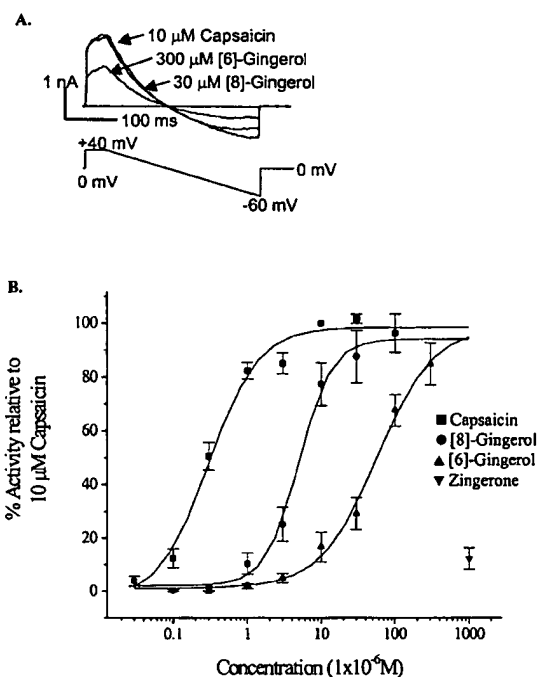 A.
10 μM Capsaicin
300 μM [6]-Gingerol
30 μM [8]-Gingerol
1 nA
100 ms
+40 mV
0 mV
0 mV
-60 mV
B.
% Activity relative to
10 μM Capsaicin
100
80
60
40
20
0
Capsaicin
[8]-Gingerol
[6]-Gingerol
Zingerone
0.1
1
10
100
1000
Concentration (1x10⁻⁶M)